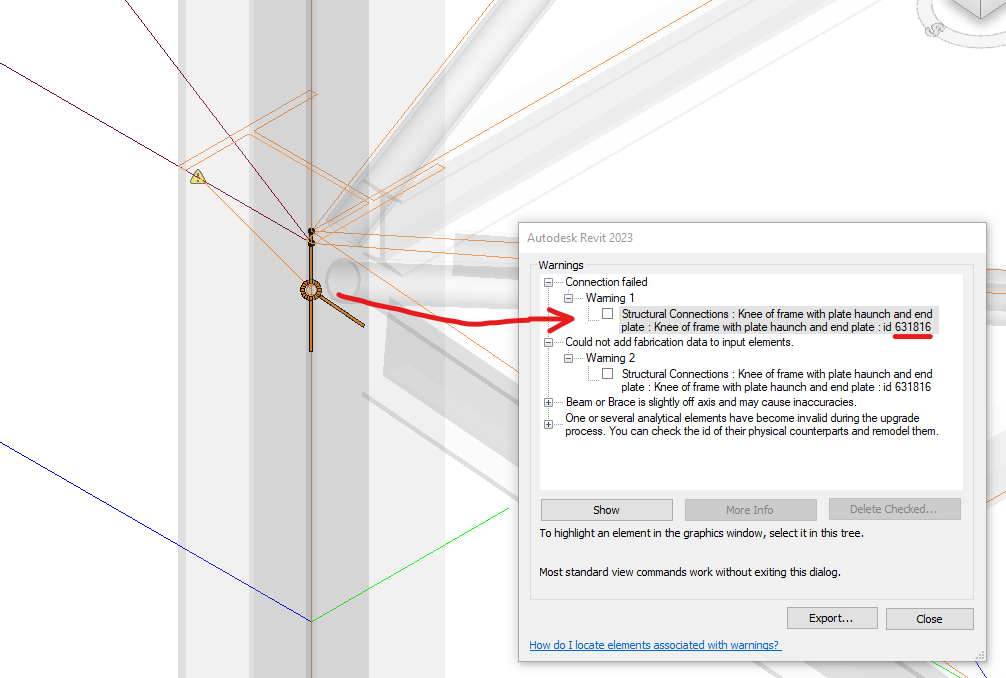 Autodesk Revit 2023
Warnings
Connection failed
Warning 1
Structural Connections : Knee of frame with plate haunch and end
plate : Knee of frame with plate haunch and end plate : id 631816
Could not add fabrication data to input elements.
Warning 2
Structural Connections : Knee of frame with plate haunch and end
plate : Knee of frame with plate haunch and end plate : id 631816
Beam or Brace is slightly off axis and may cause inaccuracies.
One or several analytical elements have become invalid during the upgrade
process. You can check the id of their physical counterparts and remodel them.
Show
More Info
Delete Checked...
To highlight an element in the graphics window, select it in this tree.
Most standard view commands work without exiting this dialog.
Export...
Close
How do I locate elements associated with warnings?